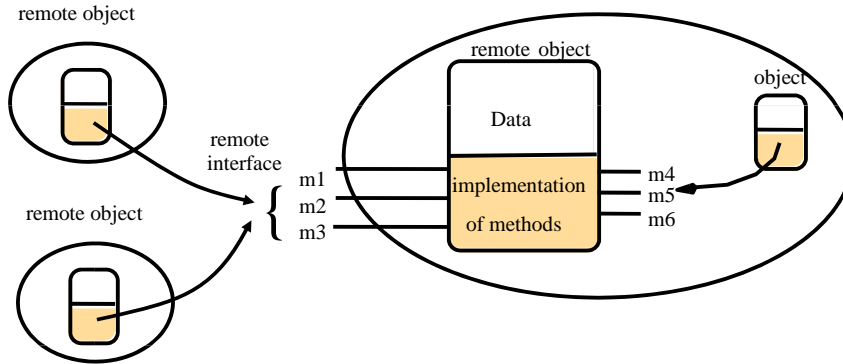 remote object
remote object
remote
interface
{
m1
m2
m3
remote object
Data
implementation
of methods
m4
m5
m6
object